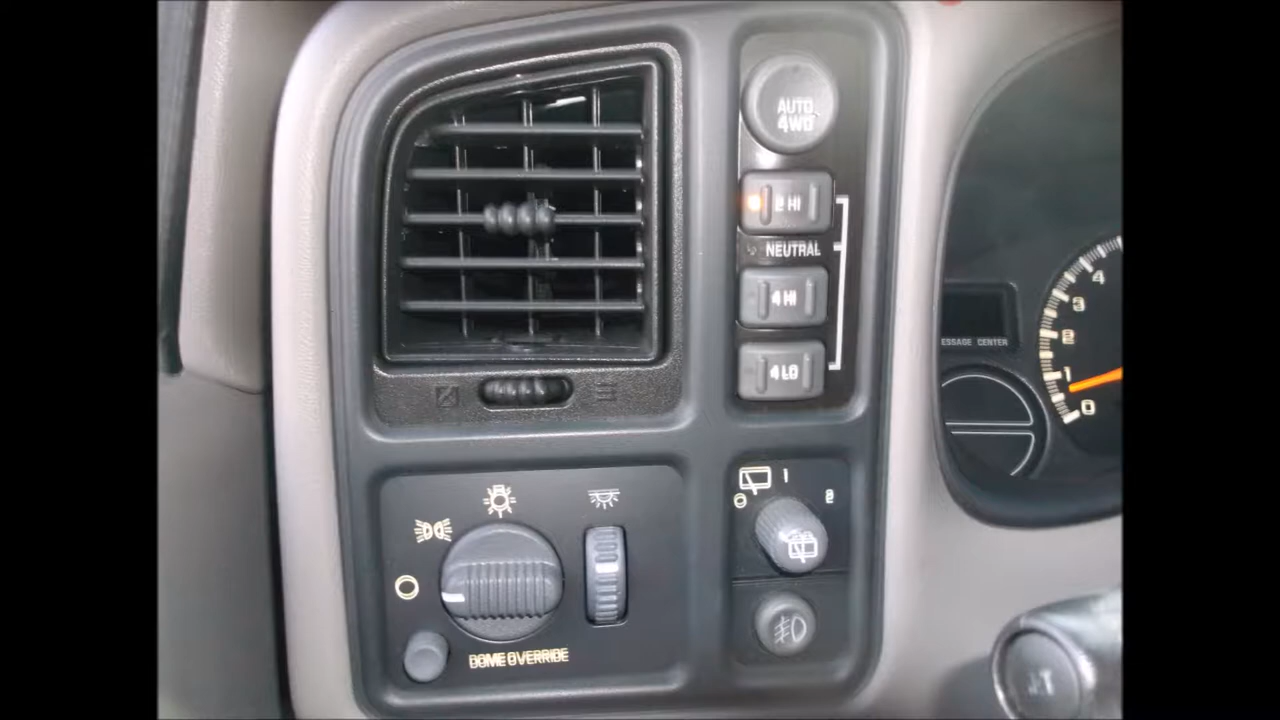 AUTO
4WD
2 HI
NEUTRAL
4 HI
4 LO
ESSAGE CENTER
4
3
2
1
0
1
2
DOME OVERRIDE